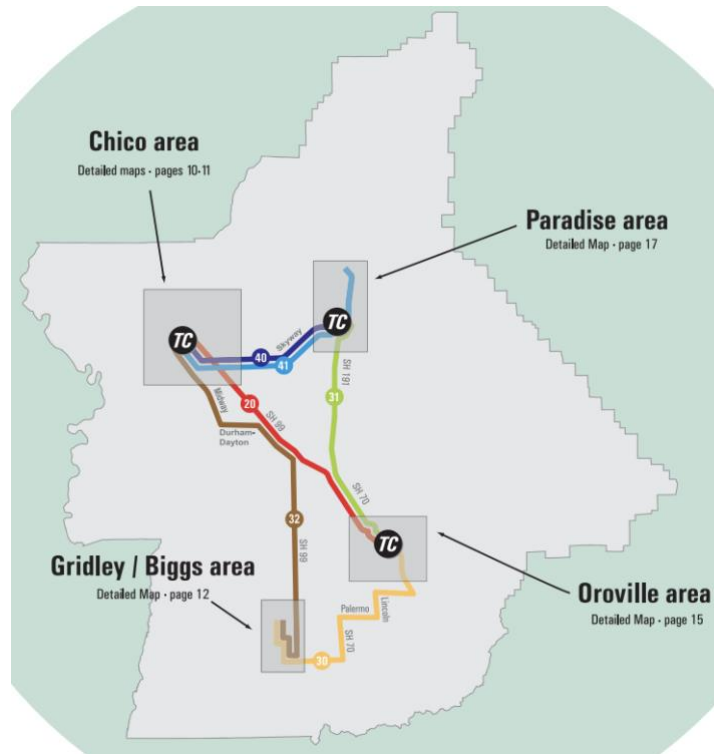 Chico area
Detailed maps • pages 10-11
Paradise area
Detailed Map • page 17
TC
TC
Skyway
40
41
SH 191
31
Midway
20
SH 99
Durham-
Dayton
SH 70
32
SH 99
TC
Gridley / Biggs area
Detailed Map • page 12
Oroville area
Detailed Map • page 15
Palermo
Lincoln
SH 70
30